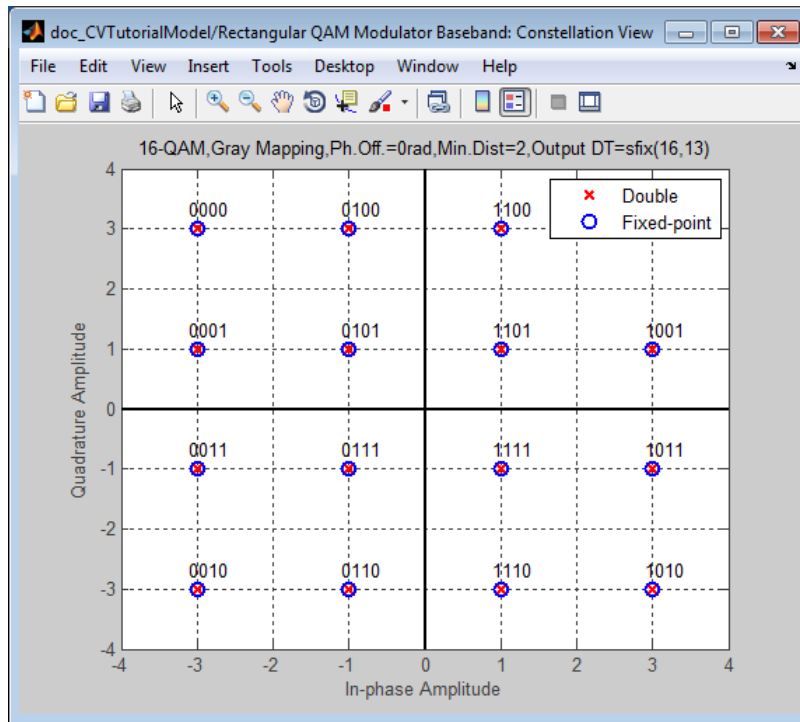 doc_CVTutorialModel/Rectangular QAM Modulator Baseband: Constellation View
File Edit View Insert Tools Desktop Window Help
16-QAM,Gray Mapping,Ph.Off.=0rad,Min.Dist=2,Output DT=sfix(16,13)
Double
Fixed-point
0000 0100 1100
0001 0101 1101 1001
0011 0111 1111 1011
0010 0110 1110 1010
4
3
2
1
0
-1
-2
-3
-4
Quadrature Amplitude
-4 -3 -2 -1 0 1 2 3 4
In-phase Amplitude